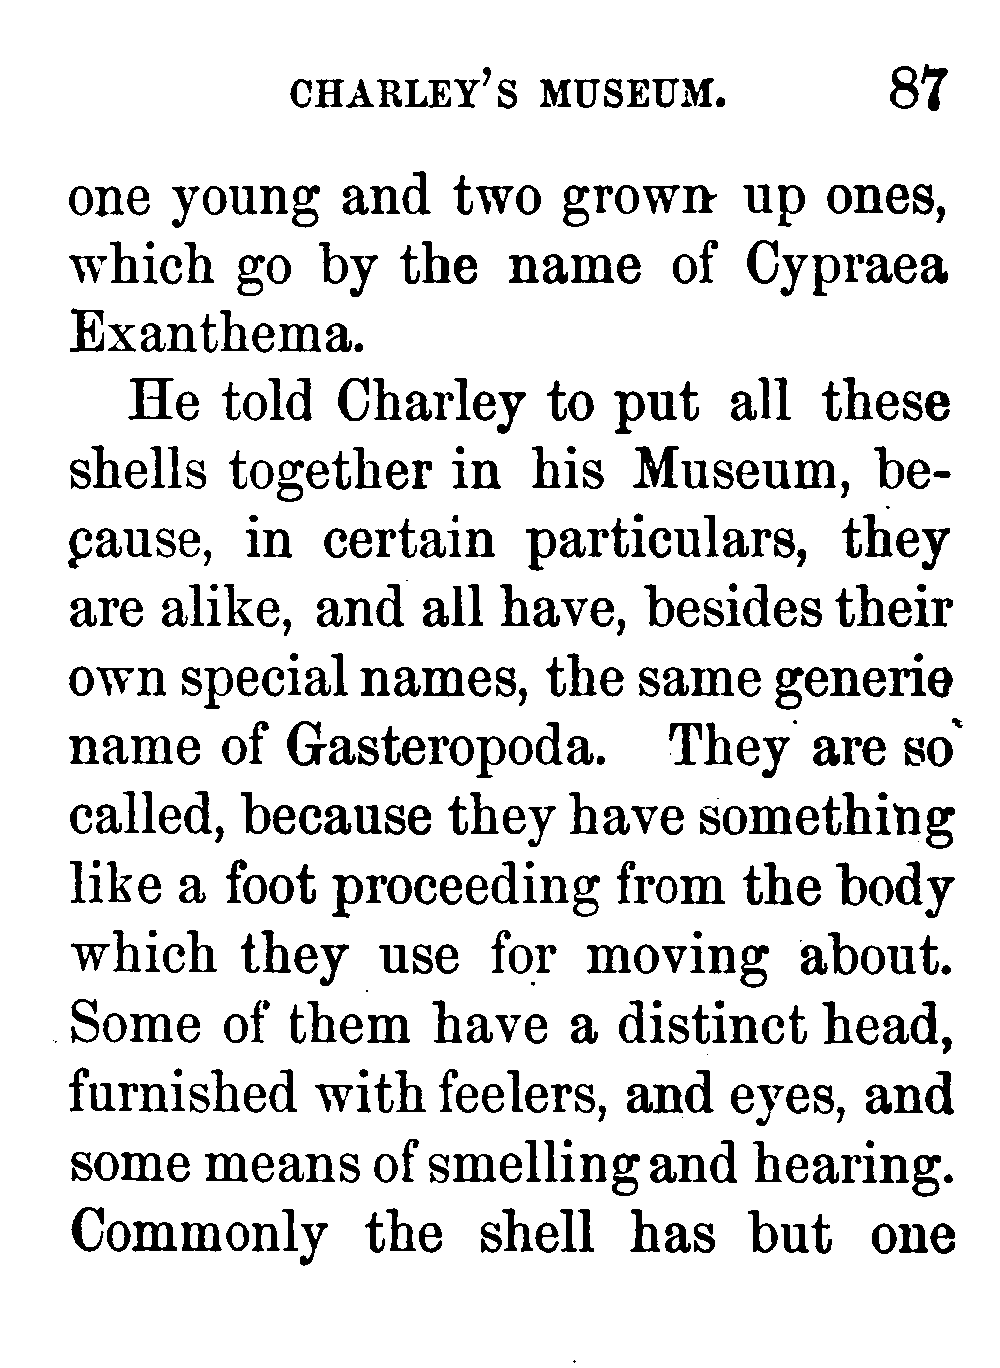 CHARLEY'S MUSEUM. 87
one young and two grown up ones,
which go by the name of Cypraea
Exanthema.
He told Charley to put all these
shells together in his Museum, be-
cause, in certain particulars, they
are alike, and all have, besides their
own special names, the same generic
name of Gasteropoda. They are so
called, because they have something
like a foot proceeding from the body
which they use for moving about.
Some of them have a distinct head,
furnished with feelers, and eyes, and
some means of smelling and hearing.
Commonly the shell has but one